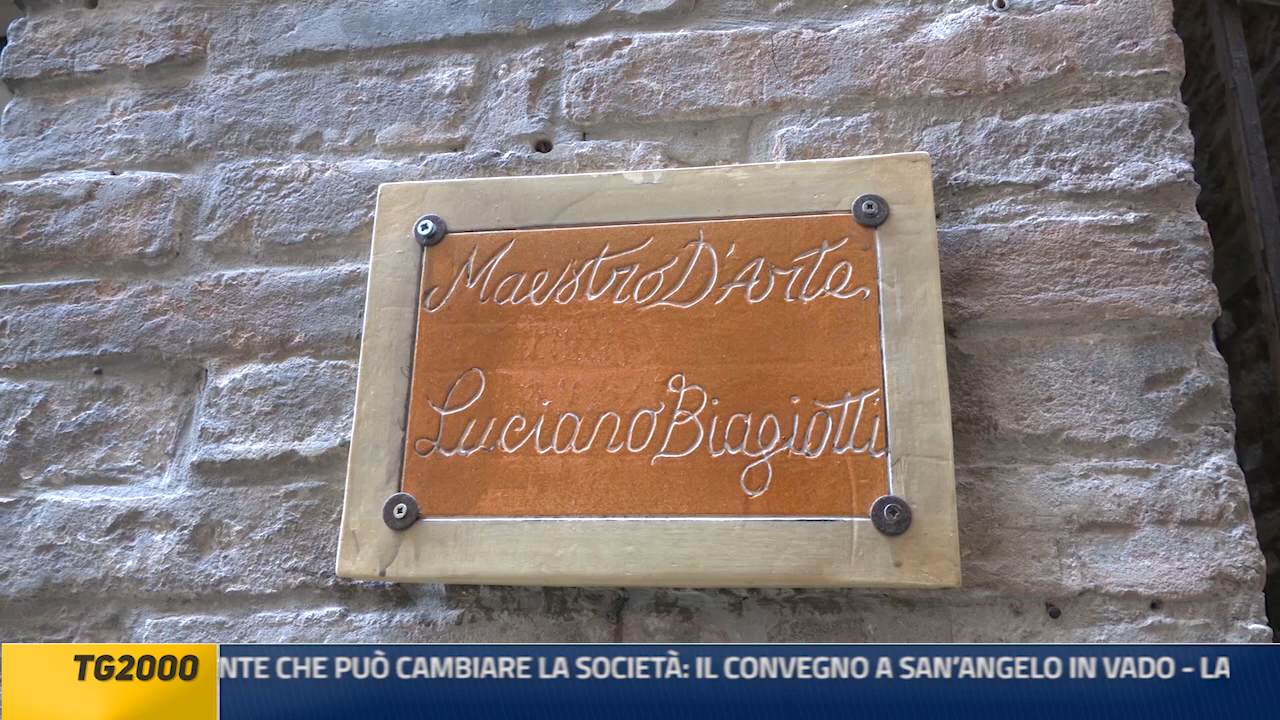 Maestro D'Arte,
Luciano Biagiotti
TG2000
NTE CHE PUÒ CAMBIARE LA SOCIETÀ: IL CONVEGNO A SAN'ANGELO IN VADO - LA